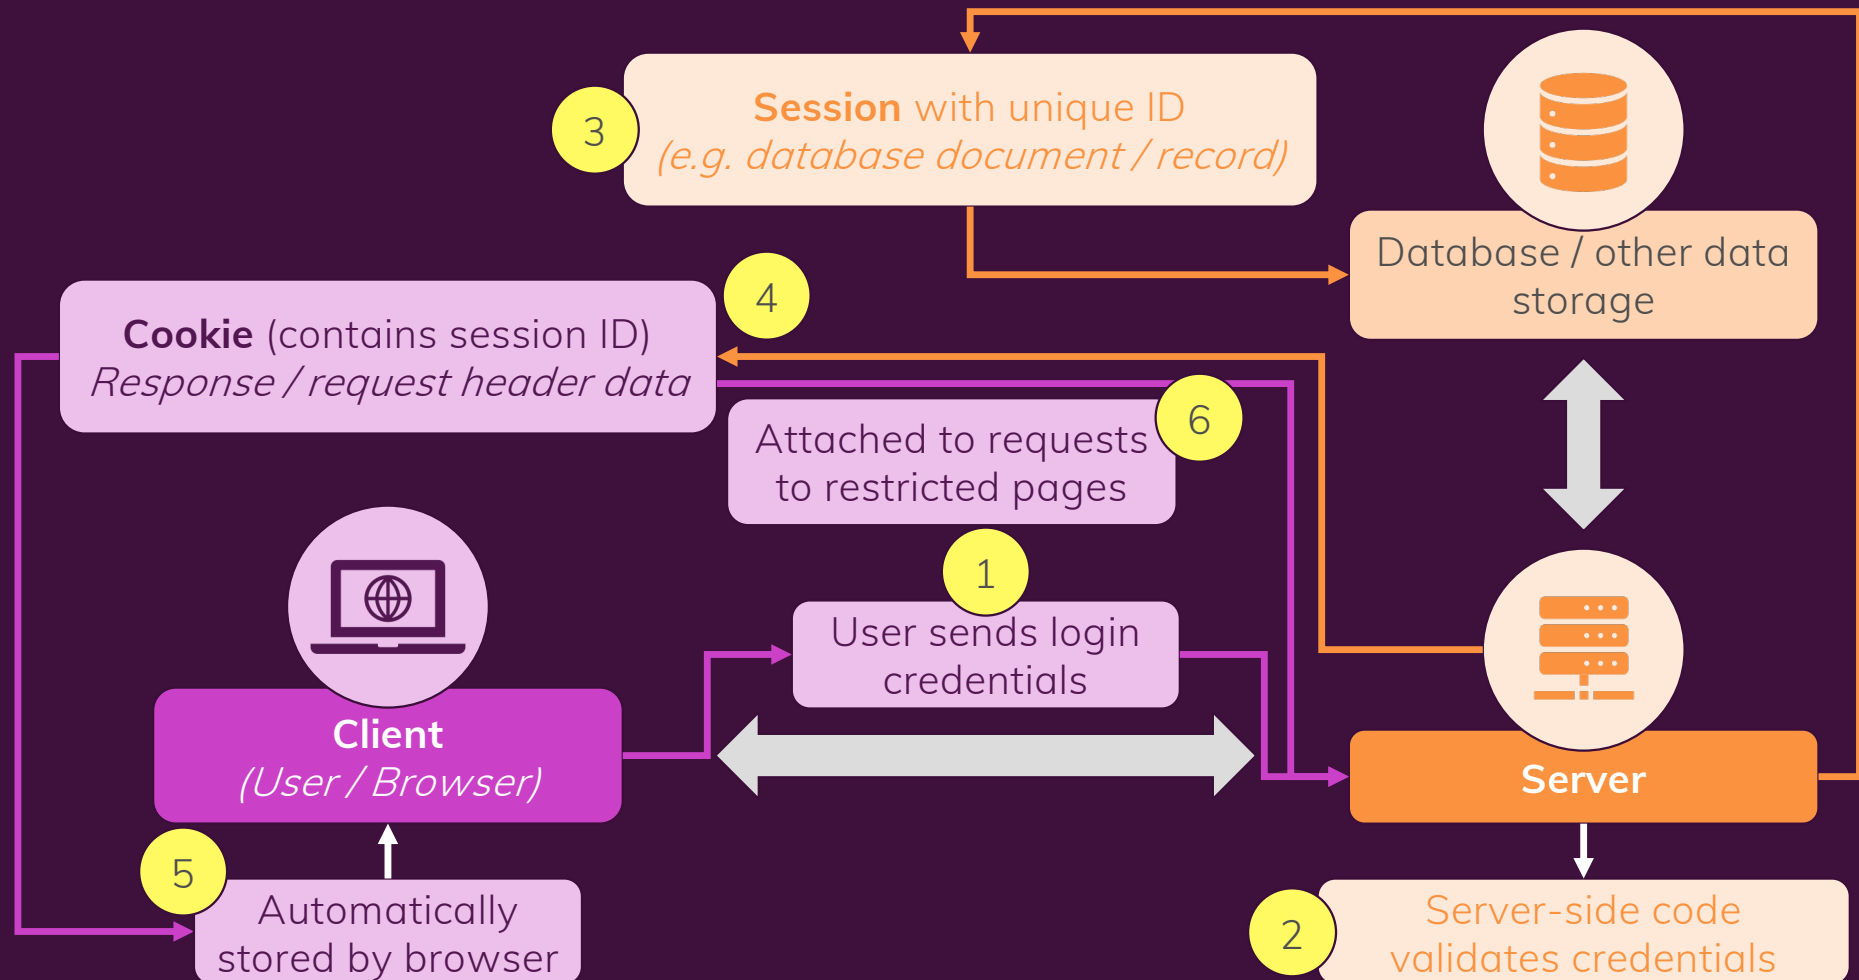 3
Session with unique ID
(e.g. database document / record)
Database / other data
storage
4
Cookie (contains session ID)
Response / request header data
6
Attached to requests
to restricted pages
1
User sends login
credentials
Client
(User / Browser)
Server
5
Automatically
stored by browser
2
Server-side code
validates credentials